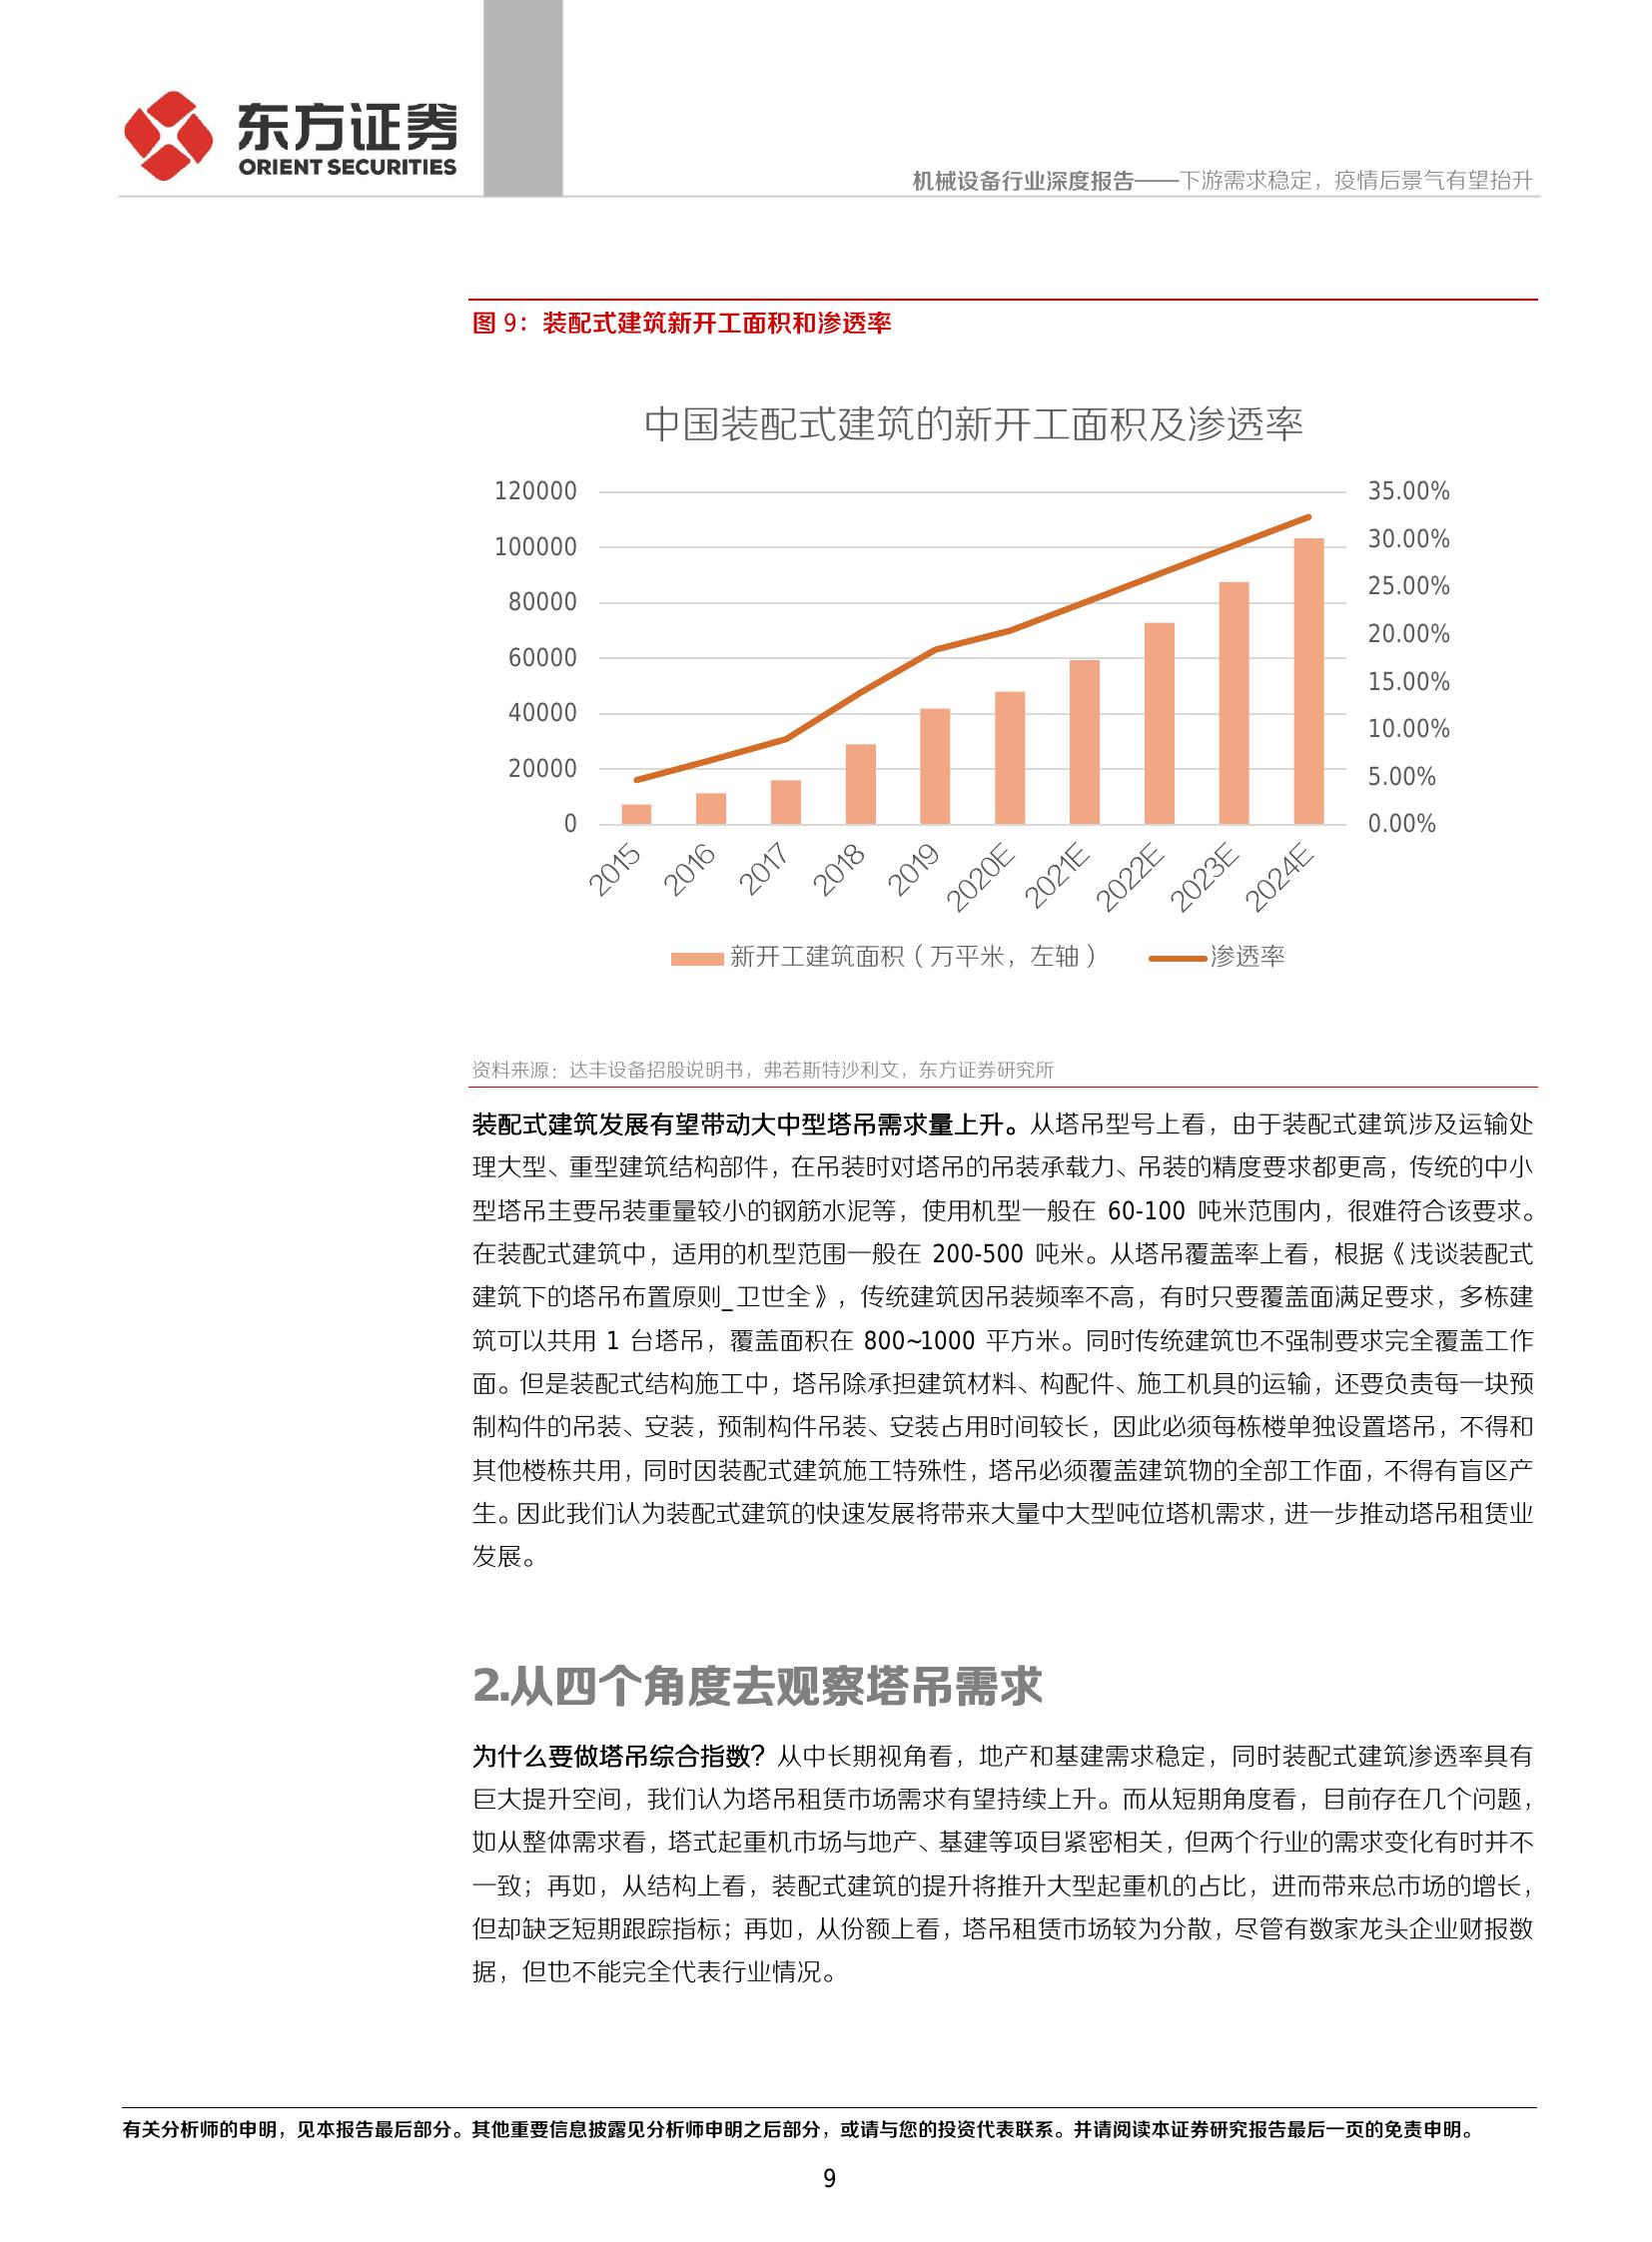 东方证券
ORIENT SECURITIES
机械设备行业深度报告——下游需求稳定，疫情后景气有望抬升
图 9：装配式建筑新开工面积和渗透率
中国装配式建筑的新开工面积及渗透率
120000
100000
80000
60000
40000
20000
0
35.00%
30.00%
25.00%
20.00%
15.00%
10.00%
5.00%
0.00%
2015
2016
2017
2018
2019
2020E
2021E
2022E
2023E
2024E
新开工建筑面积（万平米，左轴）
渗透率
资料来源：达丰设备招股说明书，弗若斯特沙利文，东方证券研究所
装配式建筑发展有望带动大中型塔吊需求量上升。从塔吊型号上看，由于装配式建筑涉及运输处
理大型、重型建筑结构部件，在吊装时对塔吊的吊装承载力、吊装的精度要求都更高，传统的中小
型塔吊主要吊装重量较小的钢筋水泥等，使用机型一般在 60-100 吨米范围内，很难符合该要求。
在装配式建筑中，适用的机型范围一般在 200-500 吨米。从塔吊覆盖率上看，根据《浅谈装配式
建筑下的塔吊布置原则_卫世全》，传统建筑因吊装频率不高，有时只要覆盖面满足要求，多栋建
筑可以共用 1 台塔吊，覆盖面积在 800~1000 平方米。同时传统建筑也不强制要求完全覆盖工作
面。但是装配式结构施工中，塔吊除承担建筑材料、构配件、施工机具的运输，还要负责每一块预
制构件的吊装、安装，预制构件吊装、安装占用时间较长，因此必须每栋楼单独设置塔吊，不得和
其他楼栋共用，同时因装配式建筑施工特殊性，塔吊必须覆盖建筑物的全部工作面，不得有盲区产
生。因此我们认为装配式建筑的快速发展将带来大量中大型吨位塔机需求，进一步推动塔吊租赁业
发展。
2.从四个角度去观察塔吊需求
为什么要做塔吊综合指数？从中长期视角看，地产和基建需求稳定，同时装配式建筑渗透率具有
巨大提升空间，我们认为塔吊租赁市场需求有望持续上升。而从短期角度看，目前存在几个问题，
如从整体需求看，塔式起重机市场与地产、基建等项目紧密相关，但两个行业的需求变化有时并不
一致；再如，从结构上看，装配式建筑的提升将推升大型起重机的占比，进而带来总市场的增长，
但却缺乏短期跟踪指标；再如，从份额上看，塔吊租赁市场较为分散，尽管有数家龙头企业财报数
据，但也不能完全代表行业情况。
有关分析师的申明，见本报告最后部分。其他重要信息披露见分析师申明之后部分，或请与您的投资代表联系。并请阅读本证券研究报告最后一页的免责申明。
9